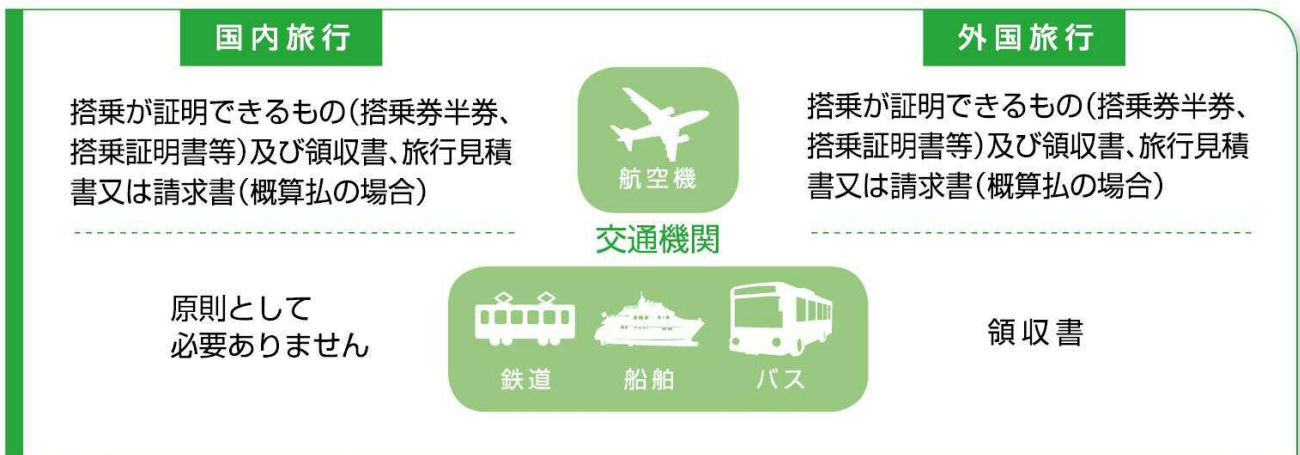 国内旅行
搭乗が証明できるもの(搭乗券半券、
搭乗証明書等)及び領収書、旅行見積
書又は請求書(概算払の場合)
原則として
必要ありません
航空機
交通機関
鉄道
船舶
バス
外国旅行
搭乗が証明できるもの(搭乗券半券、
搭乗証明書等)及び領収書、旅行見積
書又は請求書(概算払の場合)
領収書